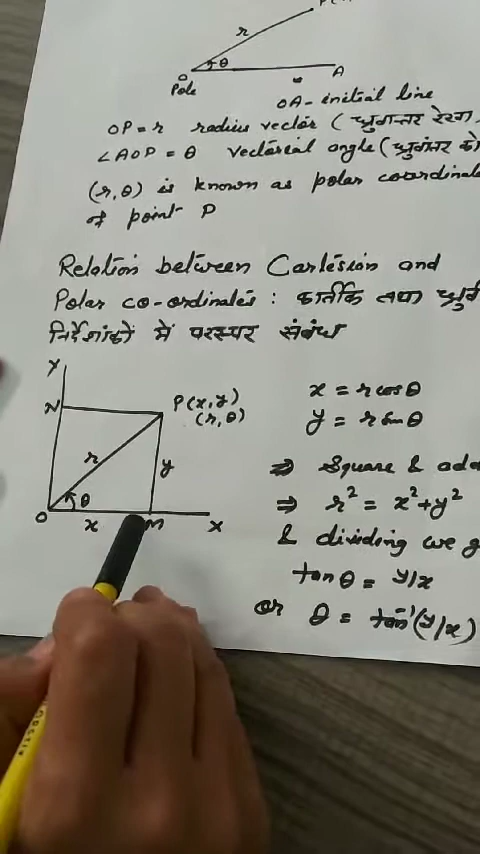 r
θ
O
Pole
A
OA - initial line
OP = r radius vector (ध्रुवान्तर रेखा
∠AOP = θ vectorial angle (ध्रुवांतर
(r, θ) is known as polar coordinate
of point P
Relation between Cartesion and
Polar co-ordinates : कार्तीक तथा
निर्देशांकों में परस्पर संबंध
Y
N
P(x, y)
(r, θ)
r
y
θ
O
x
M
X
x = r cos θ
y = r sin θ
⇒ Square & add
⇒ r² = x² + y²
& dividing we
tan θ = y/x
or θ = tan⁻¹(y/x)